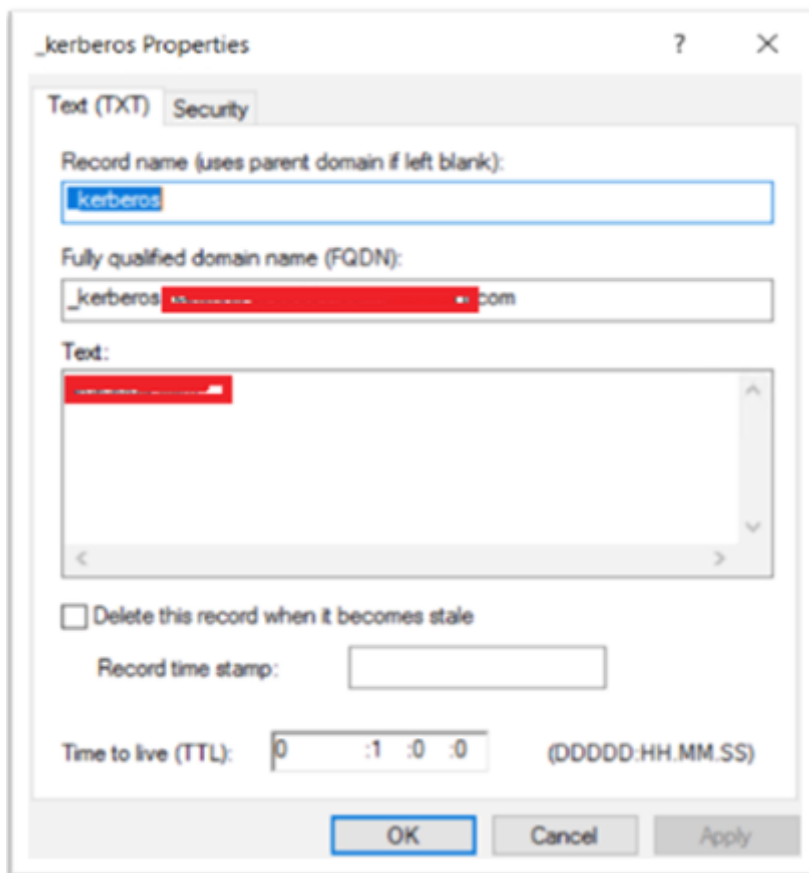 _kerberos Properties
? ×
Text (TXT) Security
Record name (uses parent domain if left blank):
_kerberos
Fully qualified domain name (FQDN):
_kerberos com
Text:
Delete this record when it becomes stale
Record time stamp:
Time to live (TTL): 0 :1 :0 :0 (DDDDD:HH.MM.SS)
OK Cancel Apply